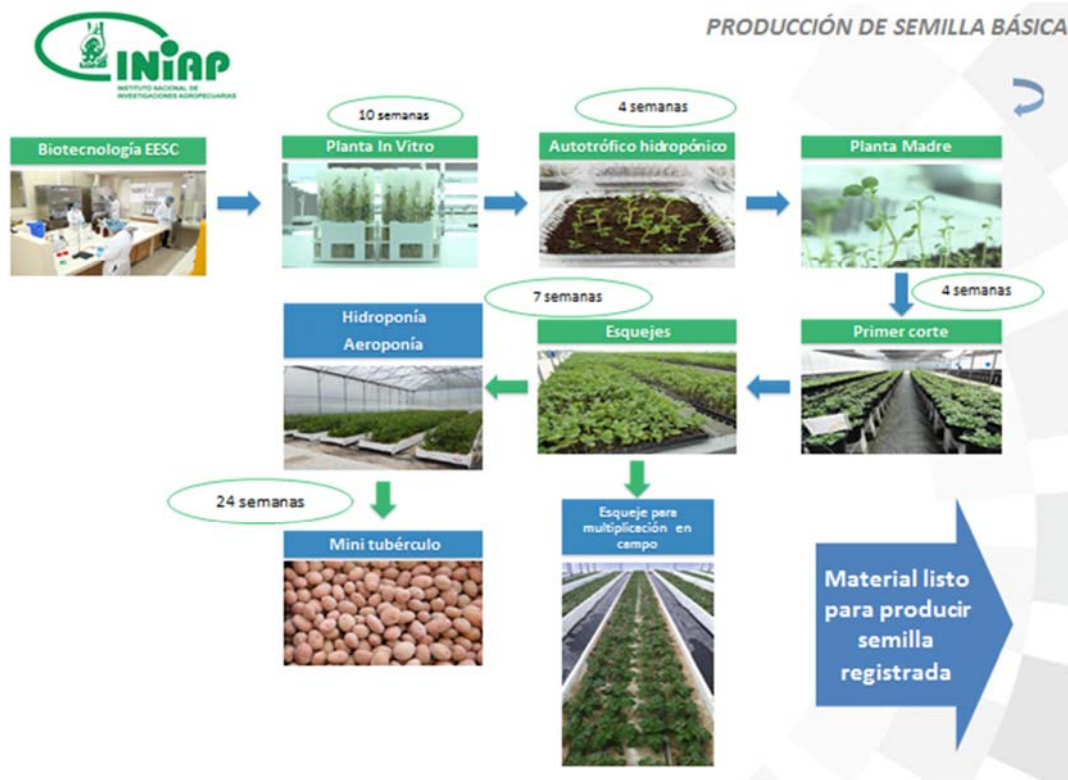 PRODUCCIÓN DE SEMILLA BÁSICA
INIAP
INSTITUTO NACIONAL DE
INVESTIGACIONES AGROPECUARIAS
10 semanas
4 semanas
Biotecnología EESC
Planta In Vitro
Autotrófico hidropónico
Planta Madre
7 semanas
4 semanas
Hidroponía
Aeroponía
Esquejes
Primer corte
24 semanas
Mini tubérculo
Esqueje para
multiplicación en
campo
Material listo
para producir
semilla
registrada